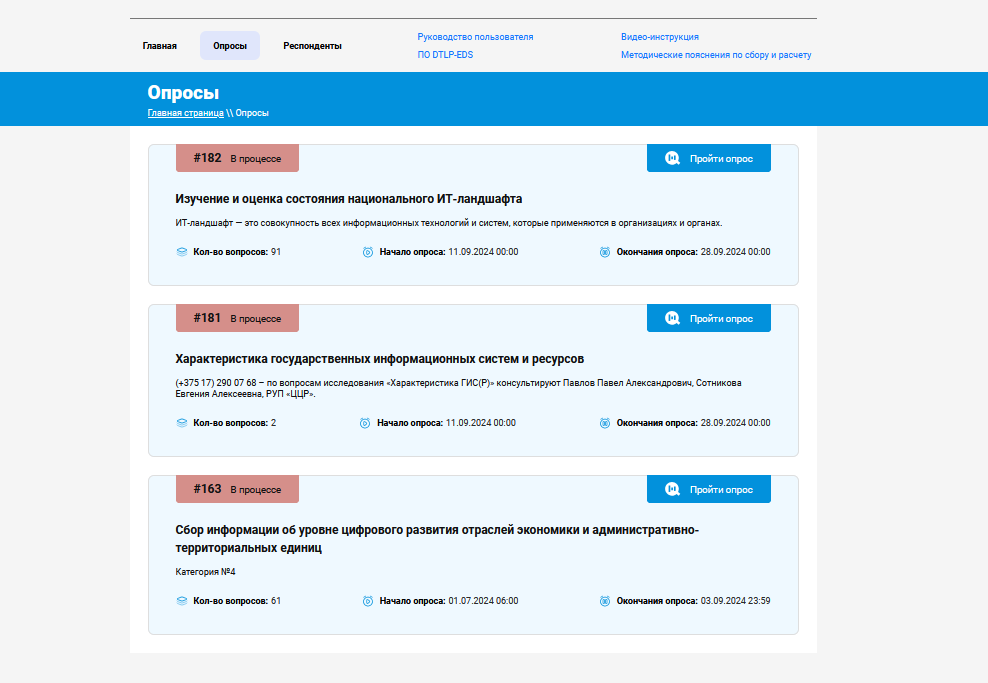 Главная
Опросы
Респонденты
Руководство пользователя
Видео-инструкция
ПО DTLP-EDS
Методические пояснения по сбору и расчету
Опросы
Главная страница \\ Опросы
#182 В процессе
Пройти опрос
Изучение и оценка состояния национального ИТ-ландшафта
ИТ-ландшафт — это совокупность всех информационных технологий и систем, которые применяются в организациях и органах.
Кол-во вопросов: 91
Начало опроса: 11.09.2024 00:00
Окончания опроса: 28.09.2024 00:00
#181 В процессе
Пройти опрос
Характеристика государственных информационных систем и ресурсов
(+375 17) 290 07 68 – по вопросам исследования «Характеристика ГИС(Р)» консультируют Павлов Павел Александрович, Сотникова
Евгения Алексеевна, РУП «ЦЦР».
Кол-во вопросов: 2
Начало опроса: 11.09.2024 00:00
Окончания опроса: 28.09.2024 00:00
#163 В процессе
Пройти опрос
Сбор информации об уровне цифрового развития отраслей экономики и административно-
территориальных единиц
Категория №4
Кол-во вопросов: 61
Начало опроса: 01.07.2024 06:00
Окончания опроса: 03.09.2024 23:59